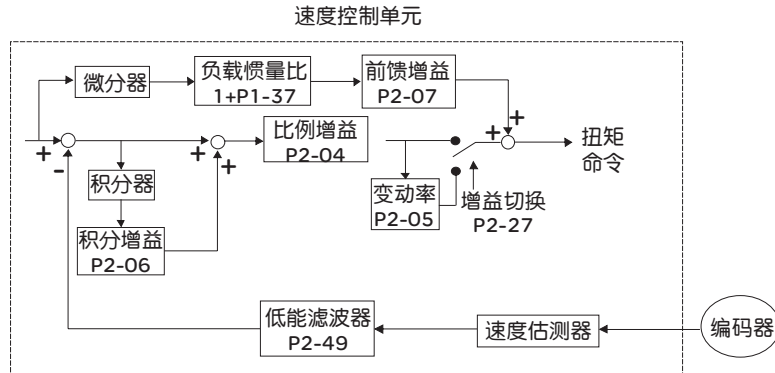 速度控制单元
微分器
负载惯量比
1+P1-37
前馈增益
P2-07
+
+
-
+
+
比例增益
P2-04
+
扭矩
命令
积分器
变动率
P2-05
增益切换
P2-27
积分增益
P2-06
低能滤波器
P2-49
速度估测器
编码器